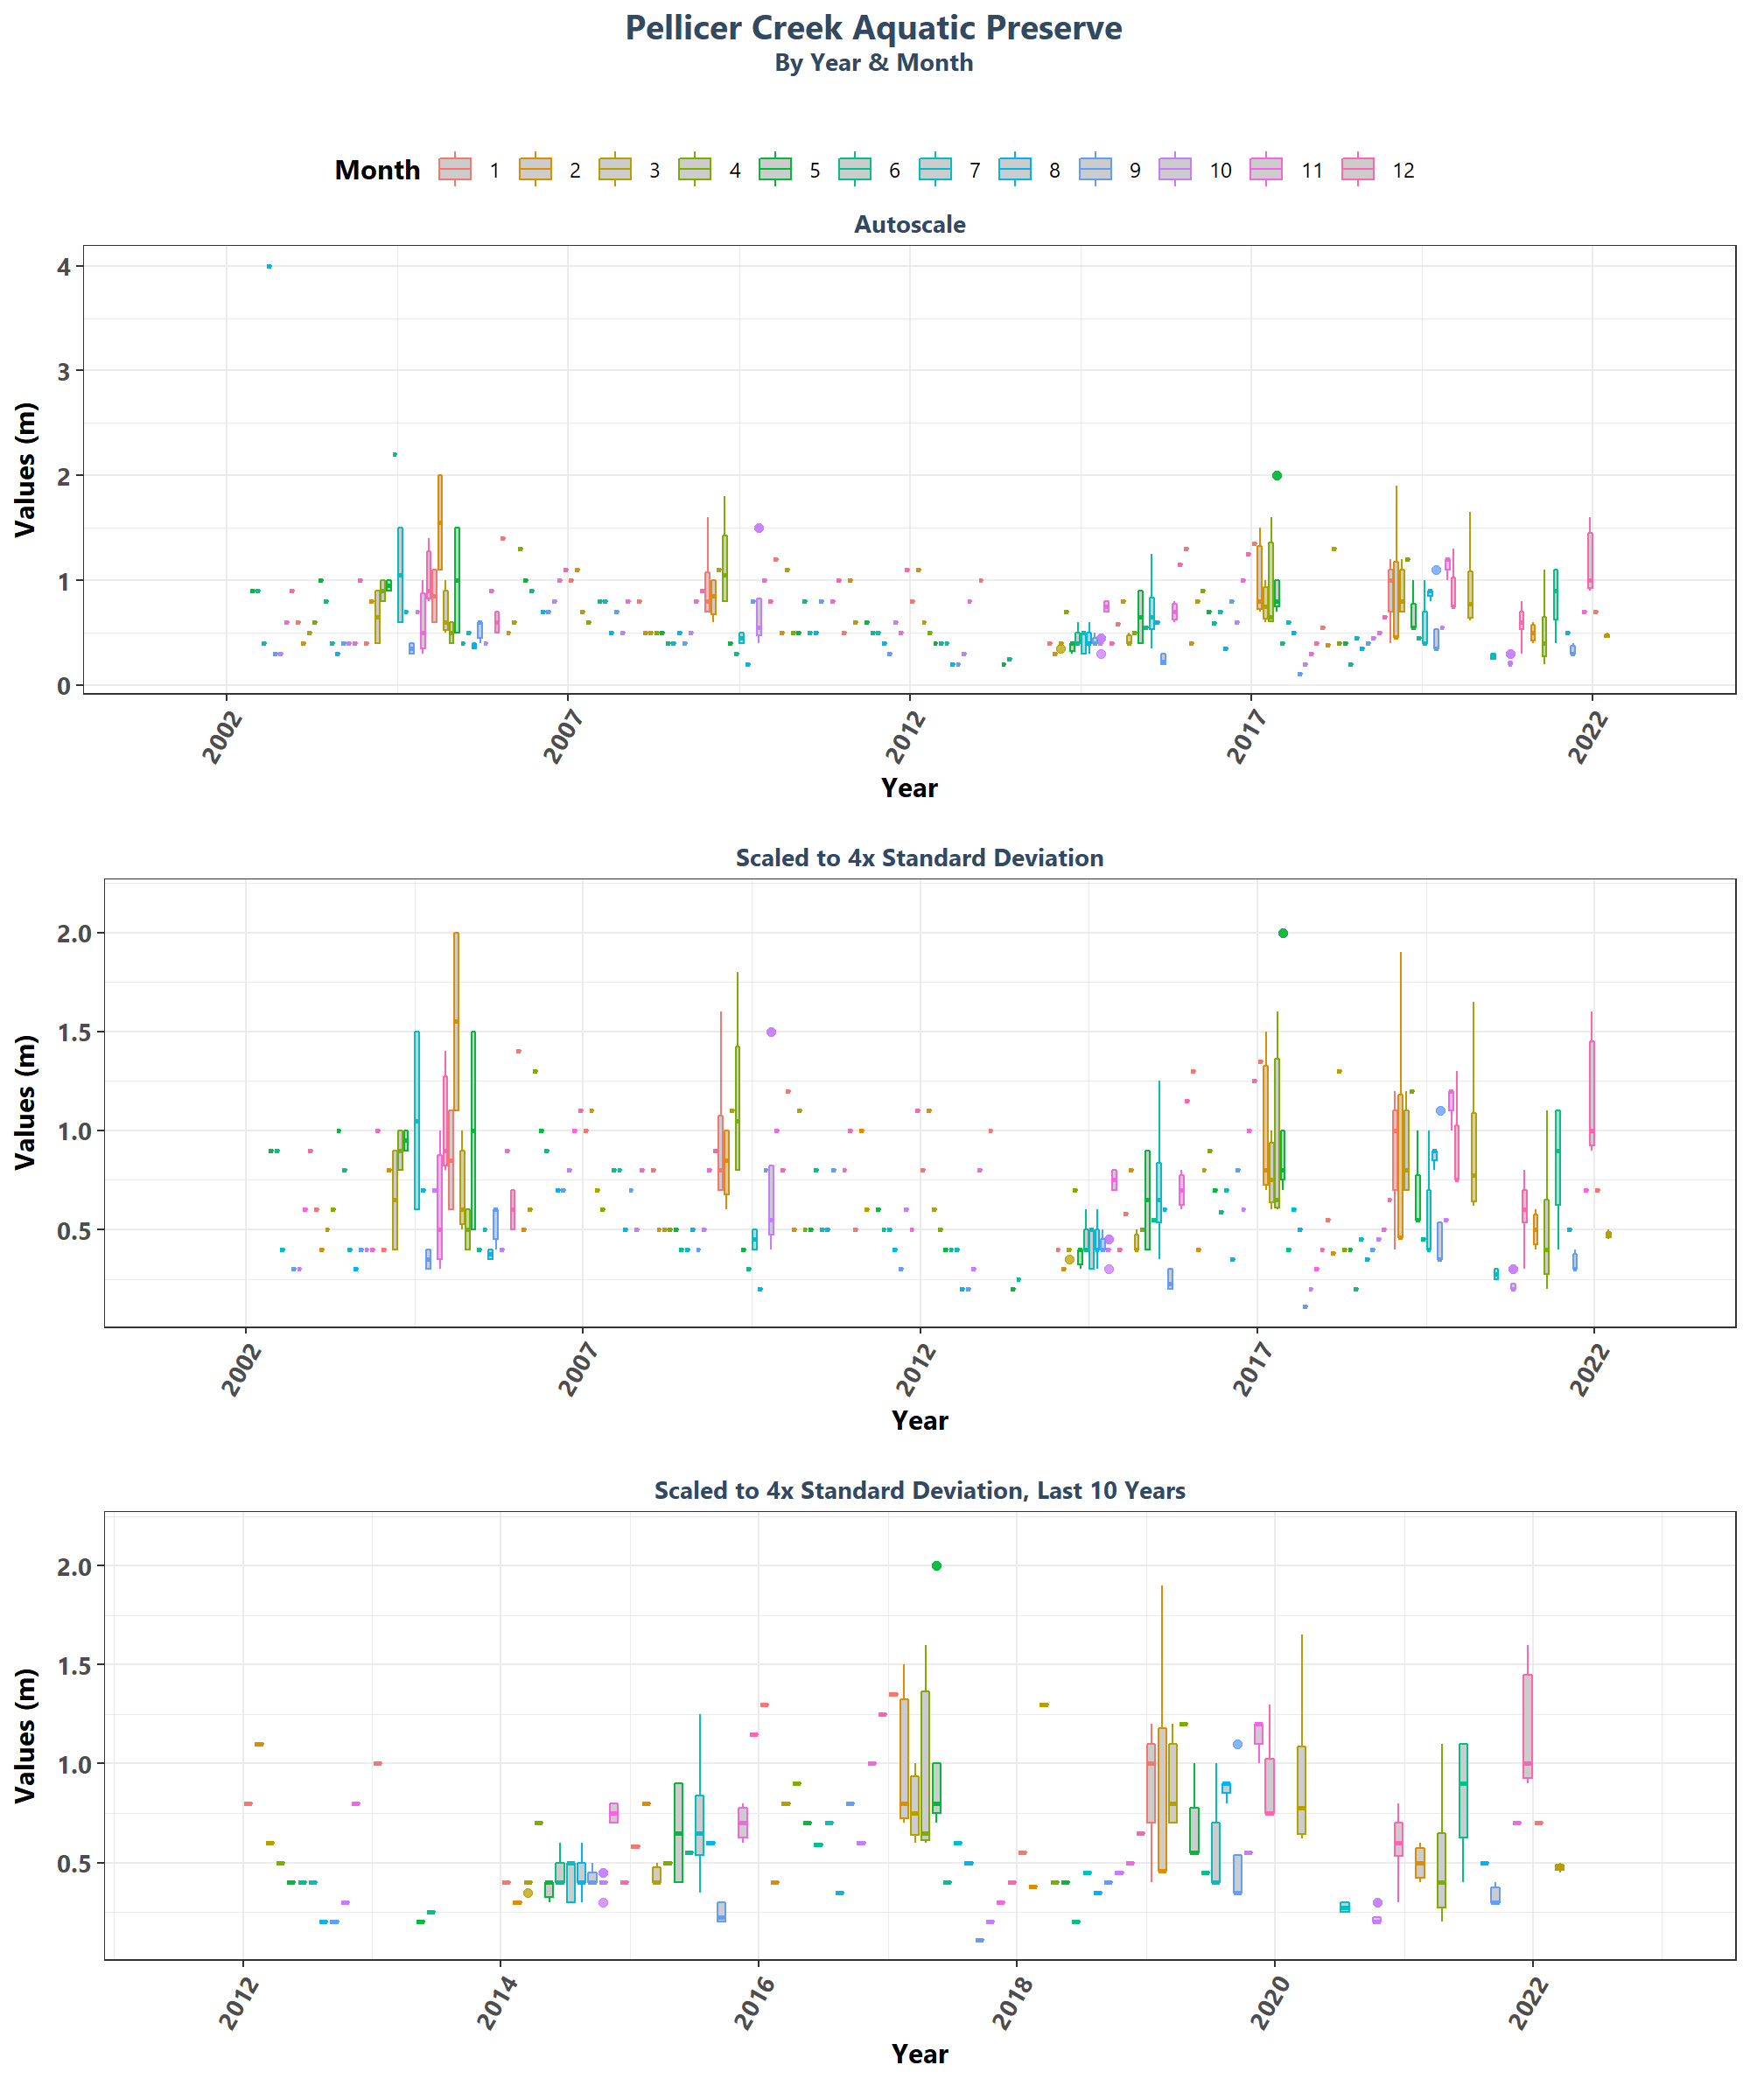 Pellicer Creek Aquatic Preserve
By Year & Month
Month 1 2 3 4 5 6 7 8 9 10 11 12
Autoscale
Values (m)
4
3
2
1
0
2002 2007 2012 2017 2022
Year
Scaled to 4x Standard Deviation
Values (m)
2.0
1.5
1.0
0.5
2002 2007 2012 2017 2022
Year
Scaled to 4x Standard Deviation, Last 10 Years
Values (m)
2.0
1.5
1.0
0.5
2012 2014 2016 2018 2020 2022
Year